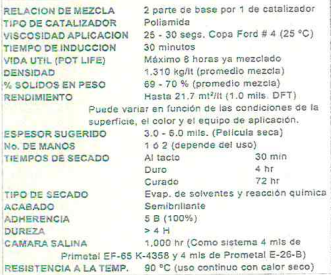 RELACION DE MEZCLA 2 parte de base por 1 de catalizador
TIPO DE CATALIZADOR Poliamida
VISCOSIDAD APLICACION 25 - 30 segs. Copa Ford # 4 (25 °C)
TIEMPO DE INDUCCION 30 minutos
VIDA UTIL (POT LIFE) Máximo 8 horas ya mezclado
DENSIDAD 1.310 kg/lt (promedio mezcla)
% SOLIDOS EN PESO 69 - 70 % (promedio mezcla)
RENDIMIENTO Hasta 21.7 mt²/lt (1.0 mils. DFT)
Puede variar en función de las condiciones de la
superficie, el color y el equipo de aplicación.
ESPESOR SUGERIDO 3.0 - 5.0 mils. (Película seca)
No. DE MANOS 1 ó 2 (depende del uso)
TIEMPOS DE SECADO Al tacto 30 min
Duro 4 hr
Curado 72 hr
TIPO DE SECADO Evap. de solventes y reacción química
ACABADO Semibrillante
ADHERENCIA 5 B (100%)
DUREZA > 4 H
CAMARA SALINA 1,000 hr (Como sistema 4 mls de
Primetal EF-65 K-4358 y 4 mls de Prometal E-26-B)
RESISTENCIA A LA TEMP. 90 °C (uso continuo con calor seco)